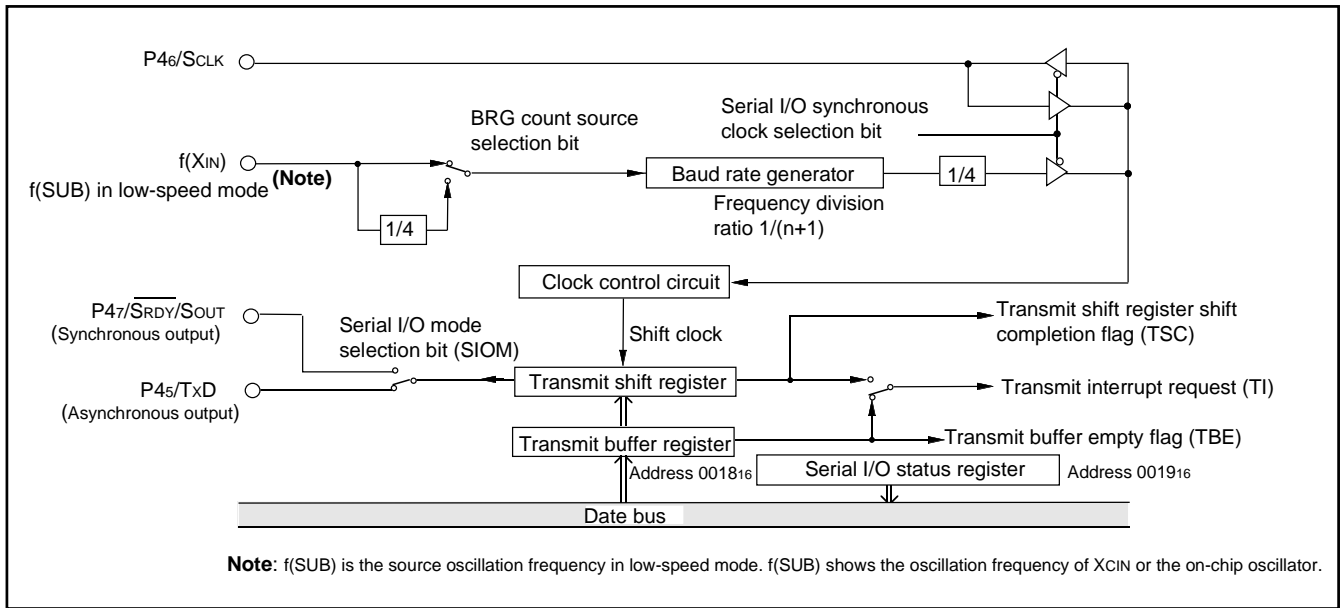 P46/SCLK
BRG count source
selection bit
Serial I/O synchronous
clock selection bit
f(XIN)
f(SUB) in low-speed mode
(Note)
1/4
Baud rate generator
1/4
Frequency division
ratio 1/(n+1)
Clock control circuit
P47/SRDY/SOUT
(Synchronous output)
Serial I/O mode
selection bit (SIOM)
Shift clock
Transmit shift register shift
completion flag (TSC)
Transmit shift register
P45/TXD
(Asynchronous output)
Transmit interrupt request (TI)
Transmit buffer register
Transmit buffer empty flag (TBE)
Address 001816
Serial I/O status register
Address 001916
Date bus
Note: f(SUB) is the source oscillation frequency in low-speed mode. f(SUB) shows the oscillation frequency of XCIN or the on-chip oscillator.